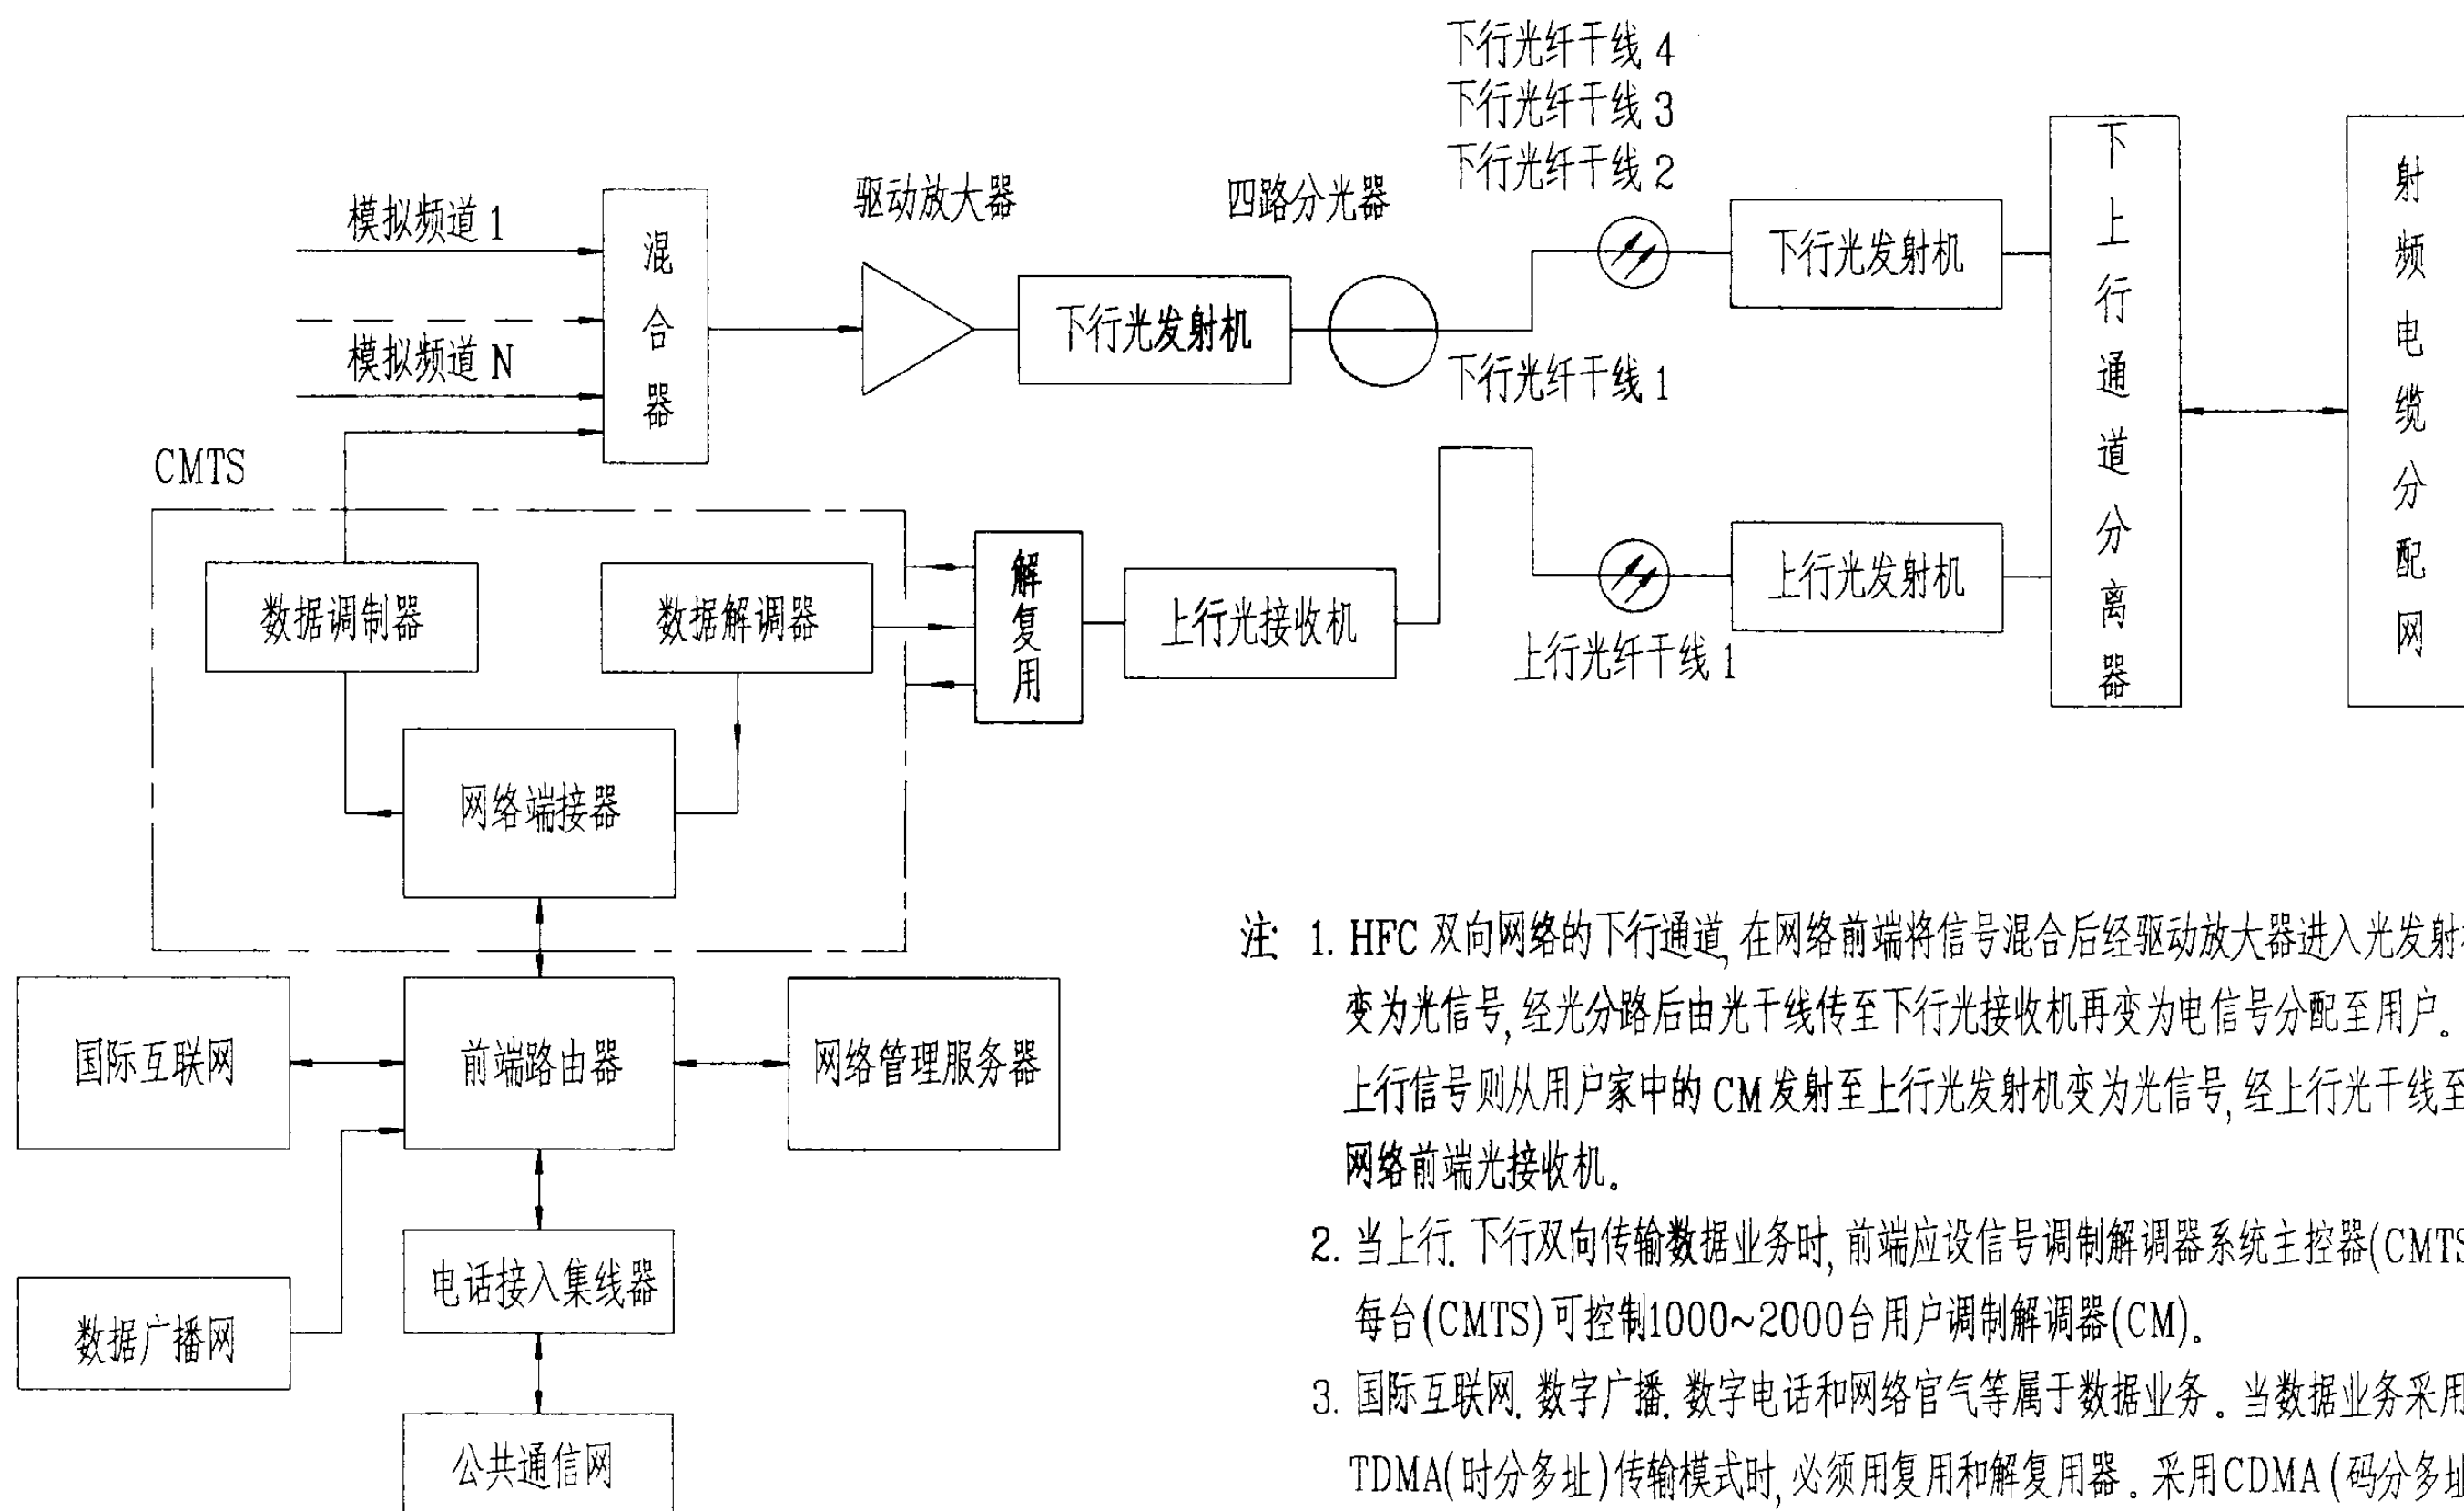 下行光纤干线 4
下行光纤干线 3
下行光纤干线 2
驱动放大器
四路分光器
模拟频道 1
模拟频道 N
混合器
下行光发射机
下行光纤干线 1
下行光发射机
下上行通道分离器
射频电缆分配网
CMTS
数据调制器
数据解调器
解复用
上行光接收机
上行光发射机
上行光纤干线 1
网络端接器
国际互联网
前端路由器
网络管理服务器
电话接入集线器
数据广播网
公共通信网
注: 1. HFC 双向网络的下行通道, 在网络前端将信号混合后经驱动放大器进入光发射
变为光信号, 经光分路后由光干线传至下行光接收机再变为电信号分配至用户。
上行信号则从用户家中的 CM 发射至上行光发射机变为光信号, 经上行光干线至
网络前端光接收机。
2. 当上行. 下行双向传输数据业务时, 前端应设信号调制解调器系统主控器(CMTS
每台(CMTS)可控制1000~2000台用户调制解调器(CM)。
3. 国际互联网. 数字广播. 数字电话和网络官气等属于数据业务。当数据业务采用
TDMA(时分多址)传输模式时, 必须用复用和解复用器。采用CDMA (码分多址